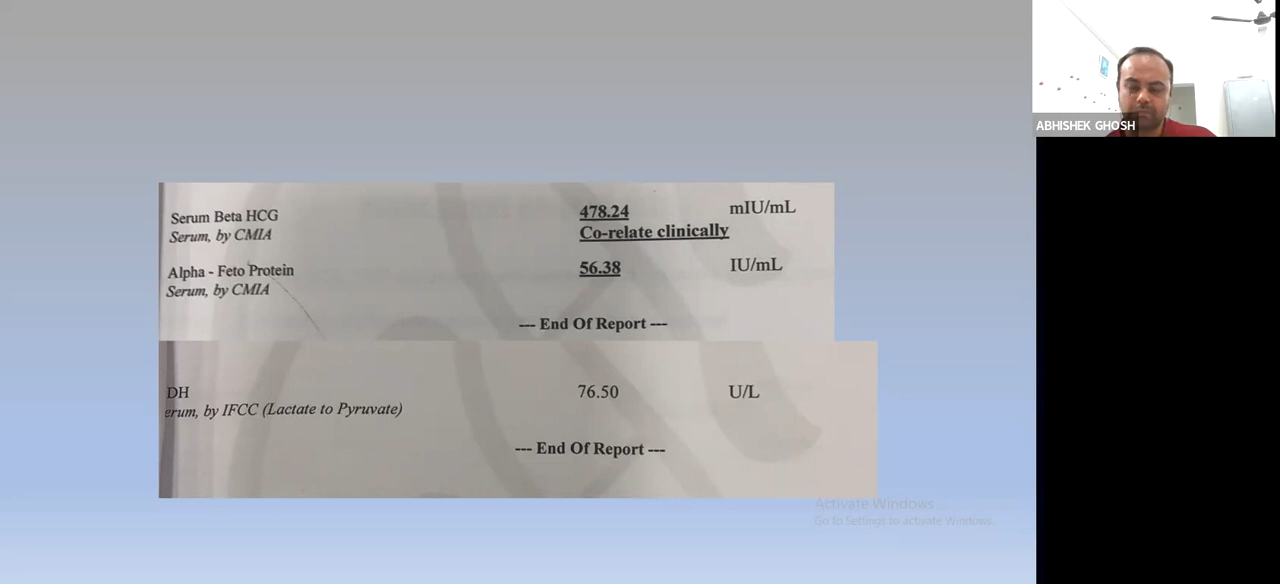 ABHISHEK GHOSH
Serum Beta HCG 478.24 mIU/mL
Serum, by CMIA Co-relate clinically
Alpha - Feto Protein 56.38 IU/mL
Serum, by CMIA
--- End Of Report ---
DH 76.50 U/L
erum, by IFCC (Lactate to Pyruvate)
--- End Of Report ---
Activate Windows
Go to Settings to activate Windows.